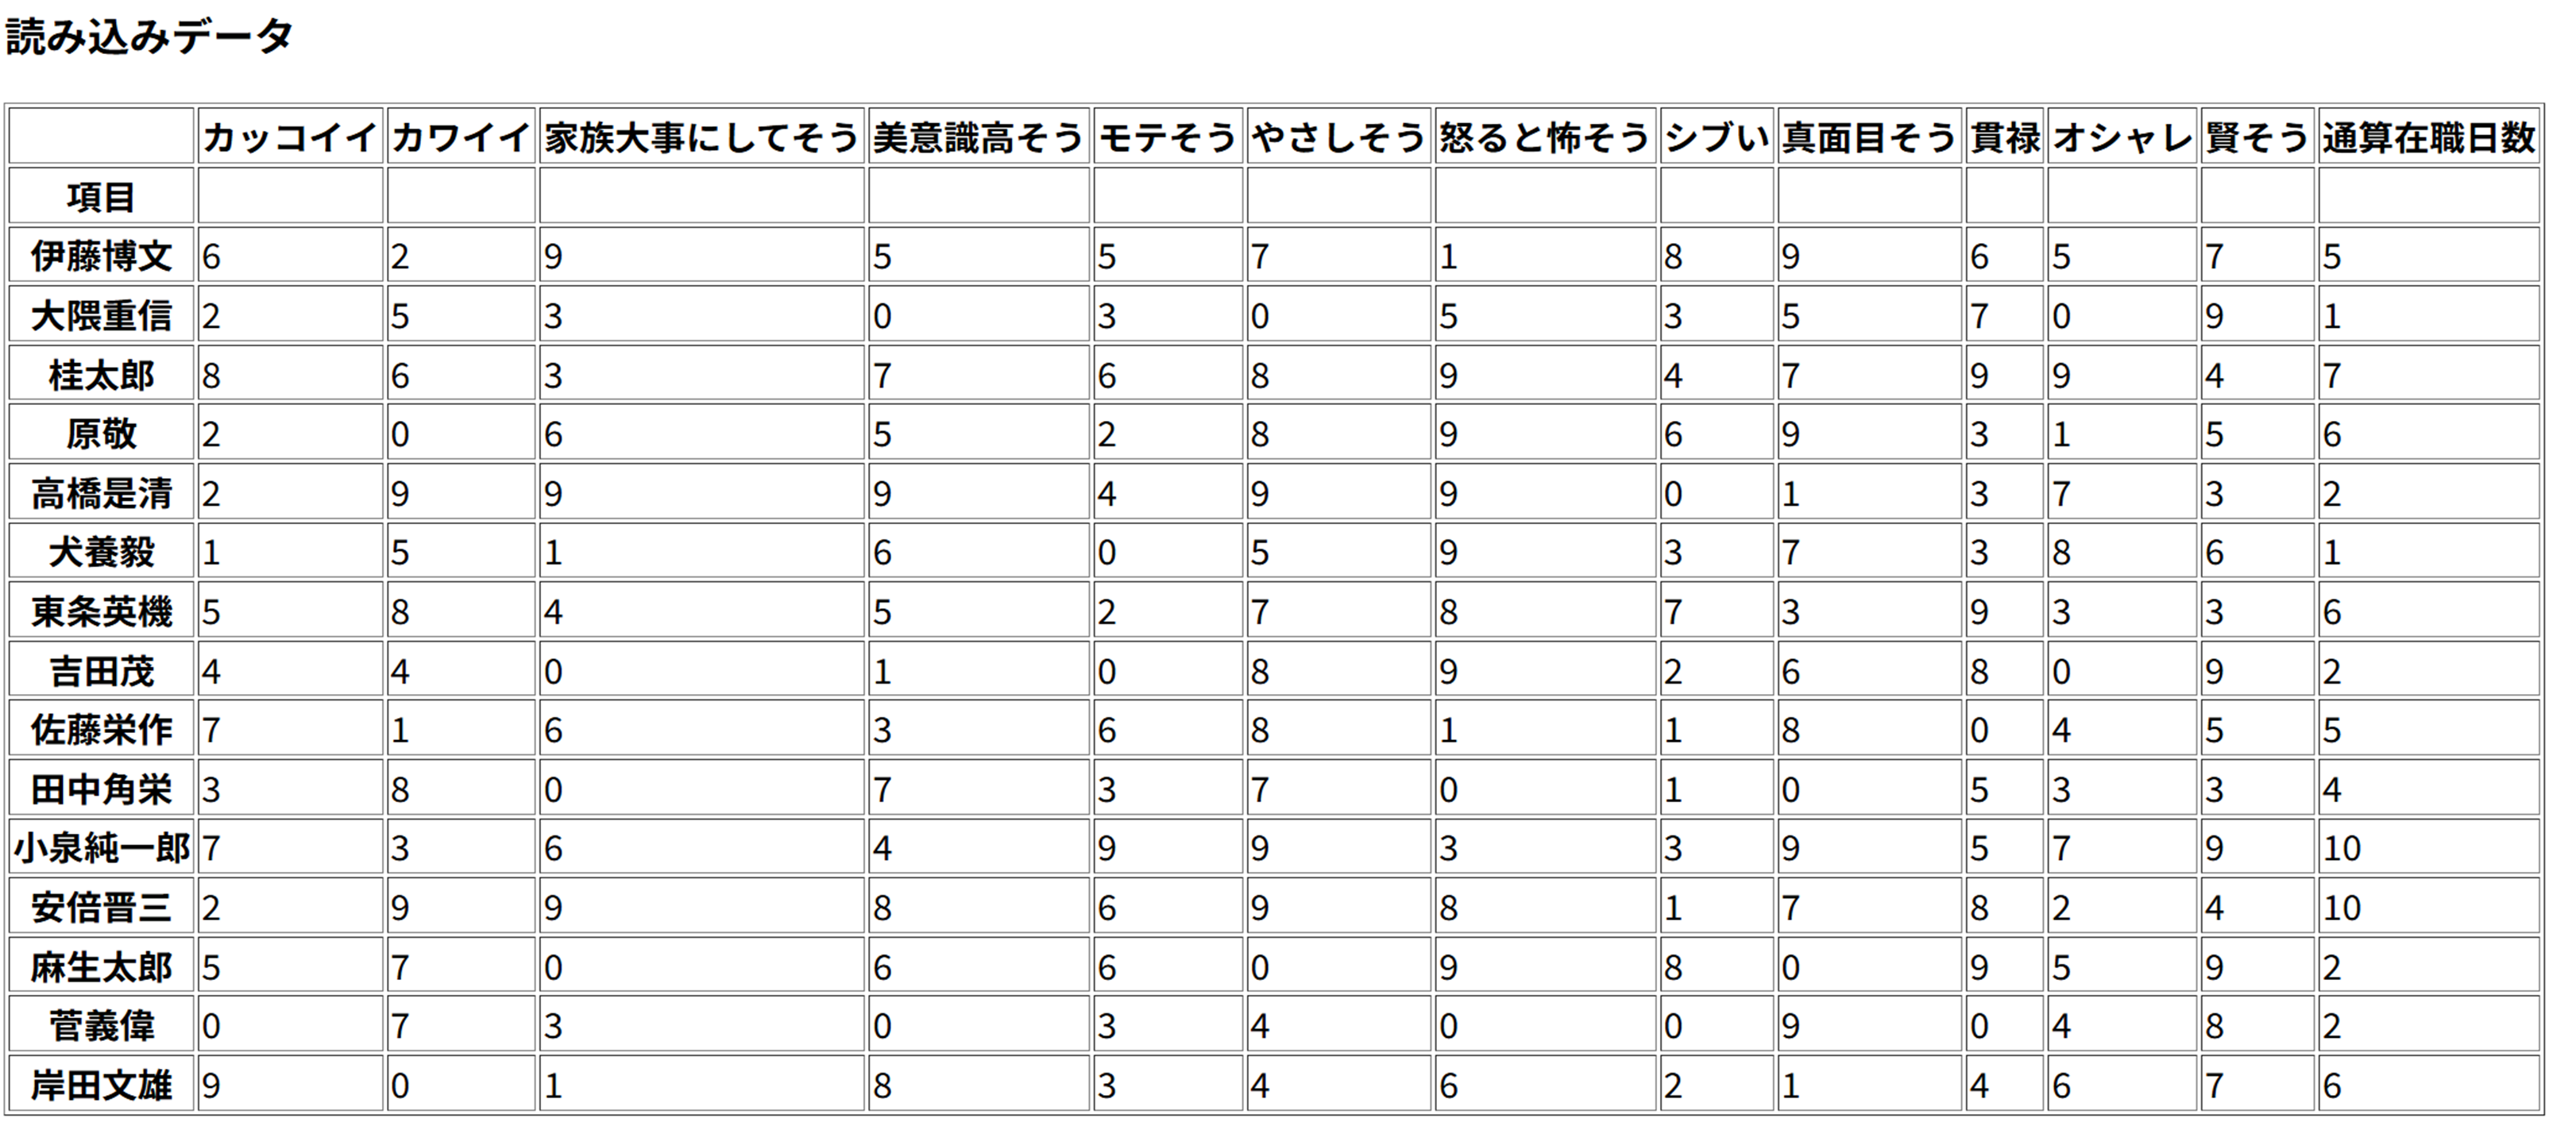 読み込みデータ
カッコイイ カワイイ 家族大事にしてそう 美意識高そう モテそう やさしそう 怒ると怖そう シブい 真面目そう 貫禄 オシャレ 賢そう 通算在職日数
項目
伊藤博文 6 2 9 5 5 7 1 8 9 6 5 7 5
大隈重信 2 5 3 0 3 0 5 3 5 7 0 9 1
桂太郎 8 6 3 7 6 8 9 4 7 9 9 4 7
原敬 2 0 6 5 2 8 9 6 9 3 1 5 6
高橋是清 2 9 9 9 4 9 9 0 1 3 7 3 2
犬養毅 1 5 1 6 0 5 9 3 7 3 8 6 1
東条英機 5 8 4 5 2 7 8 7 3 9 3 3 6
吉田茂 4 4 0 1 0 8 9 2 6 8 0 9 2
佐藤栄作 7 1 6 3 6 8 1 1 8 0 4 5 5
田中角栄 3 8 0 7 3 7 0 1 0 5 3 3 4
小泉純一郎 7 3 6 4 9 9 3 3 9 5 7 9 10
安倍晋三 2 9 9 8 6 9 8 1 7 8 2 4 10
麻生太郎 5 7 0 6 6 0 9 8 0 9 5 9 2
菅義偉 0 7 3 0 3 4 0 0 9 0 4 8 2
岸田文雄 9 0 1 8 3 4 6 2 1 4 6 7 6